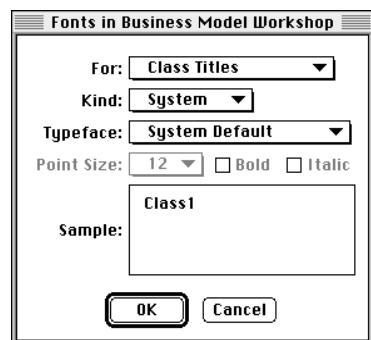 Fonts in Business Model Workshop
For: Class Titles
Kind: System
Typeface: System Default
Point Size: 12 Bold Italic
Class1
Sample:
OK Cancel